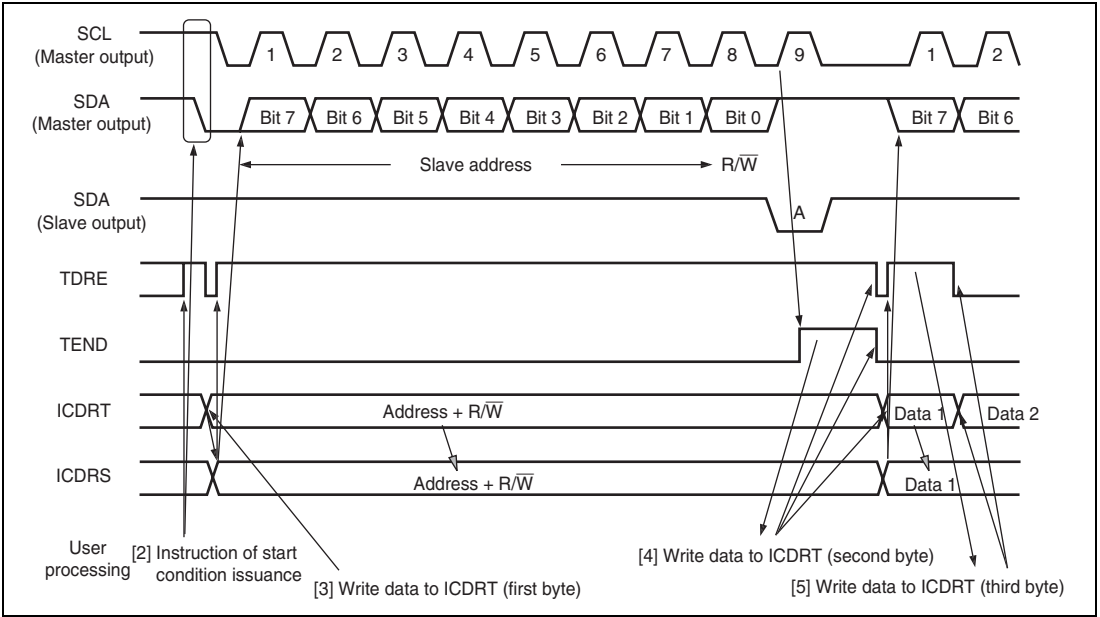 SCL
(Master output)
1 2 3 4 5 6 7 8 9 1 2
SDA
(Master output)
Bit 7 Bit 6 Bit 5 Bit 4 Bit 3 Bit 2 Bit 1 Bit 0 Bit 7 Bit 6
Slave address R/W̅
SDA
(Slave output)
A
TDRE
TEND
ICDRT
Address + R/W̅ Data 1 Data 2
ICDRS
Address + R/W̅ Data 1
User
processing
[2] Instruction of start
condition issuance
[3] Write data to ICDRT (first byte)
[4] Write data to ICDRT (second byte)
[5] Write data to ICDRT (third byte)